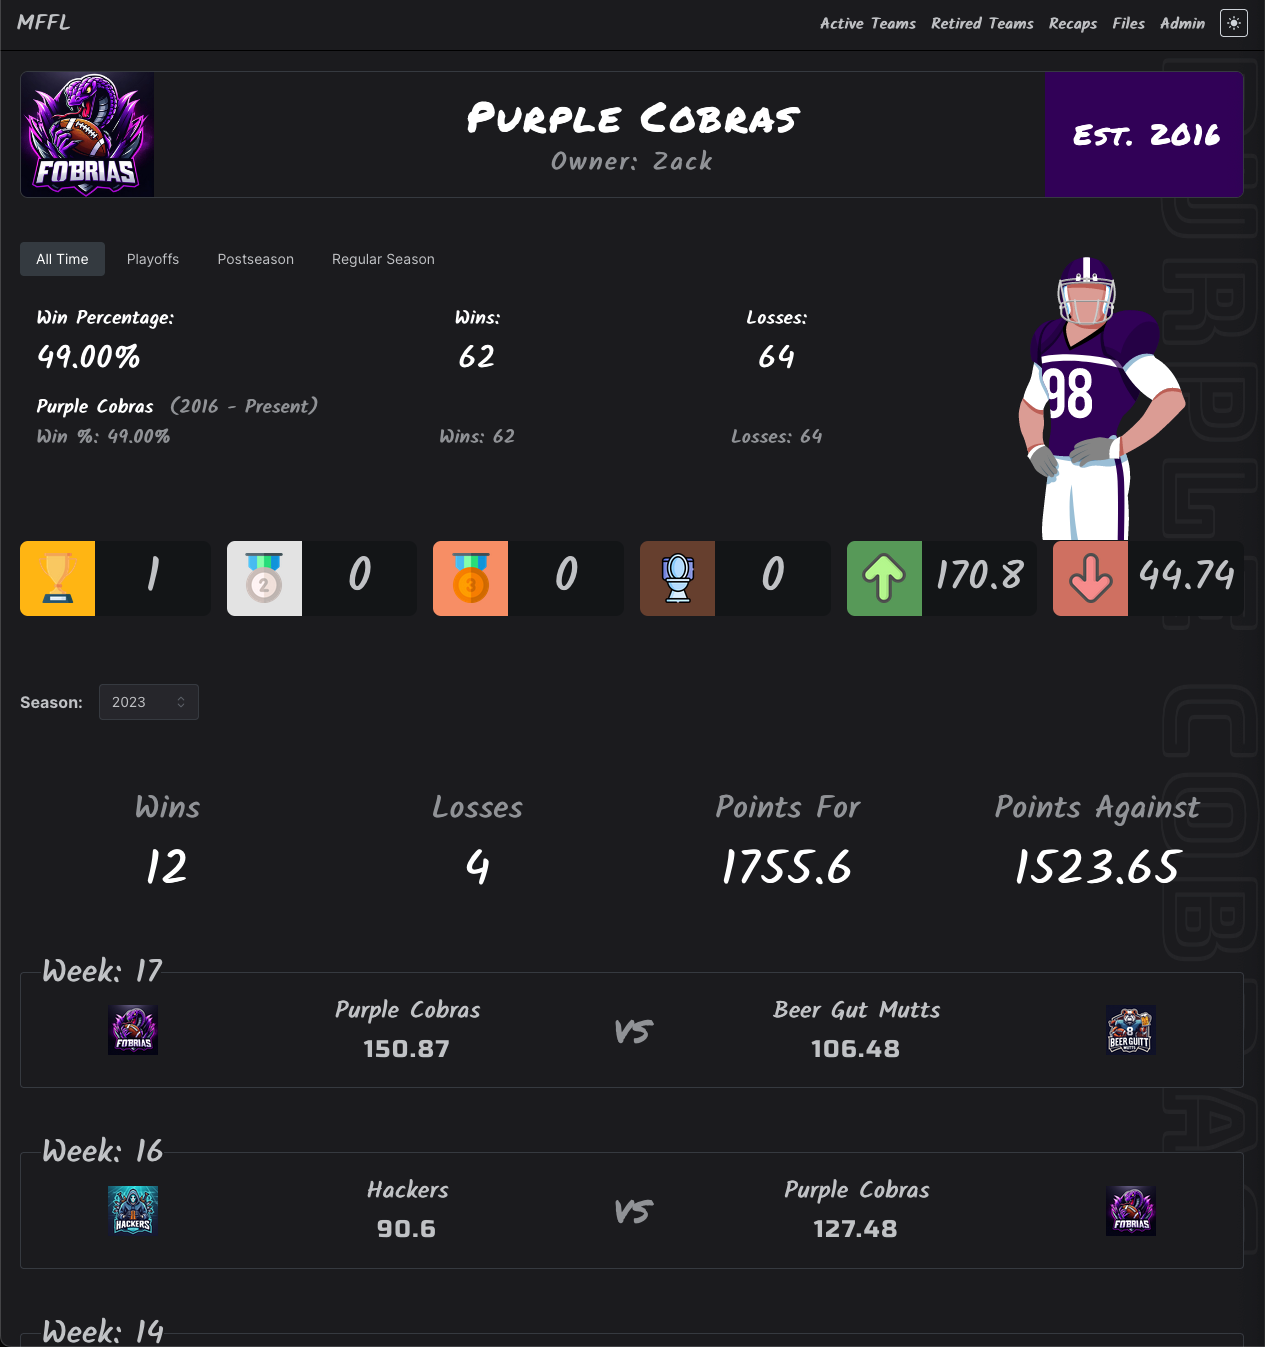 MFFL
Active Teams Retired Teams Recaps Files Admin
FOBRIAS
Purple Cobras
Owner: Zack
Est. 2016
All Time Playoffs Postseason Regular Season
Win Percentage: Wins: Losses:
49.00% 62 64
Purple Cobras (2016 - Present)
Win %: 49.00% Wins: 62 Losses: 64
98
1 2 0 3 0 0 170.8 44.74
Season: 2023
Wins Losses Points For Points Against
12 4 1755.6 1523.65
Week: 17
Purple Cobras VS Beer Gut Mutts
150.87 106.48
FOBRIAS
8
BEER GUITT
MUTTS
Week: 16
Hackers VS Purple Cobras
90.6 127.48
HACKERS
FOBRIAS
Week: 14
PURPLE COBRAS